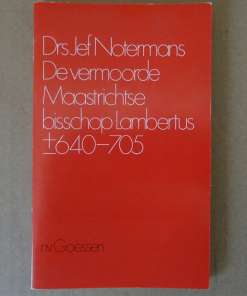 Drs Jef Notermans
De vermoorde
Maastrichtse
bisschop Lambertus
±640-705
nv Goessen